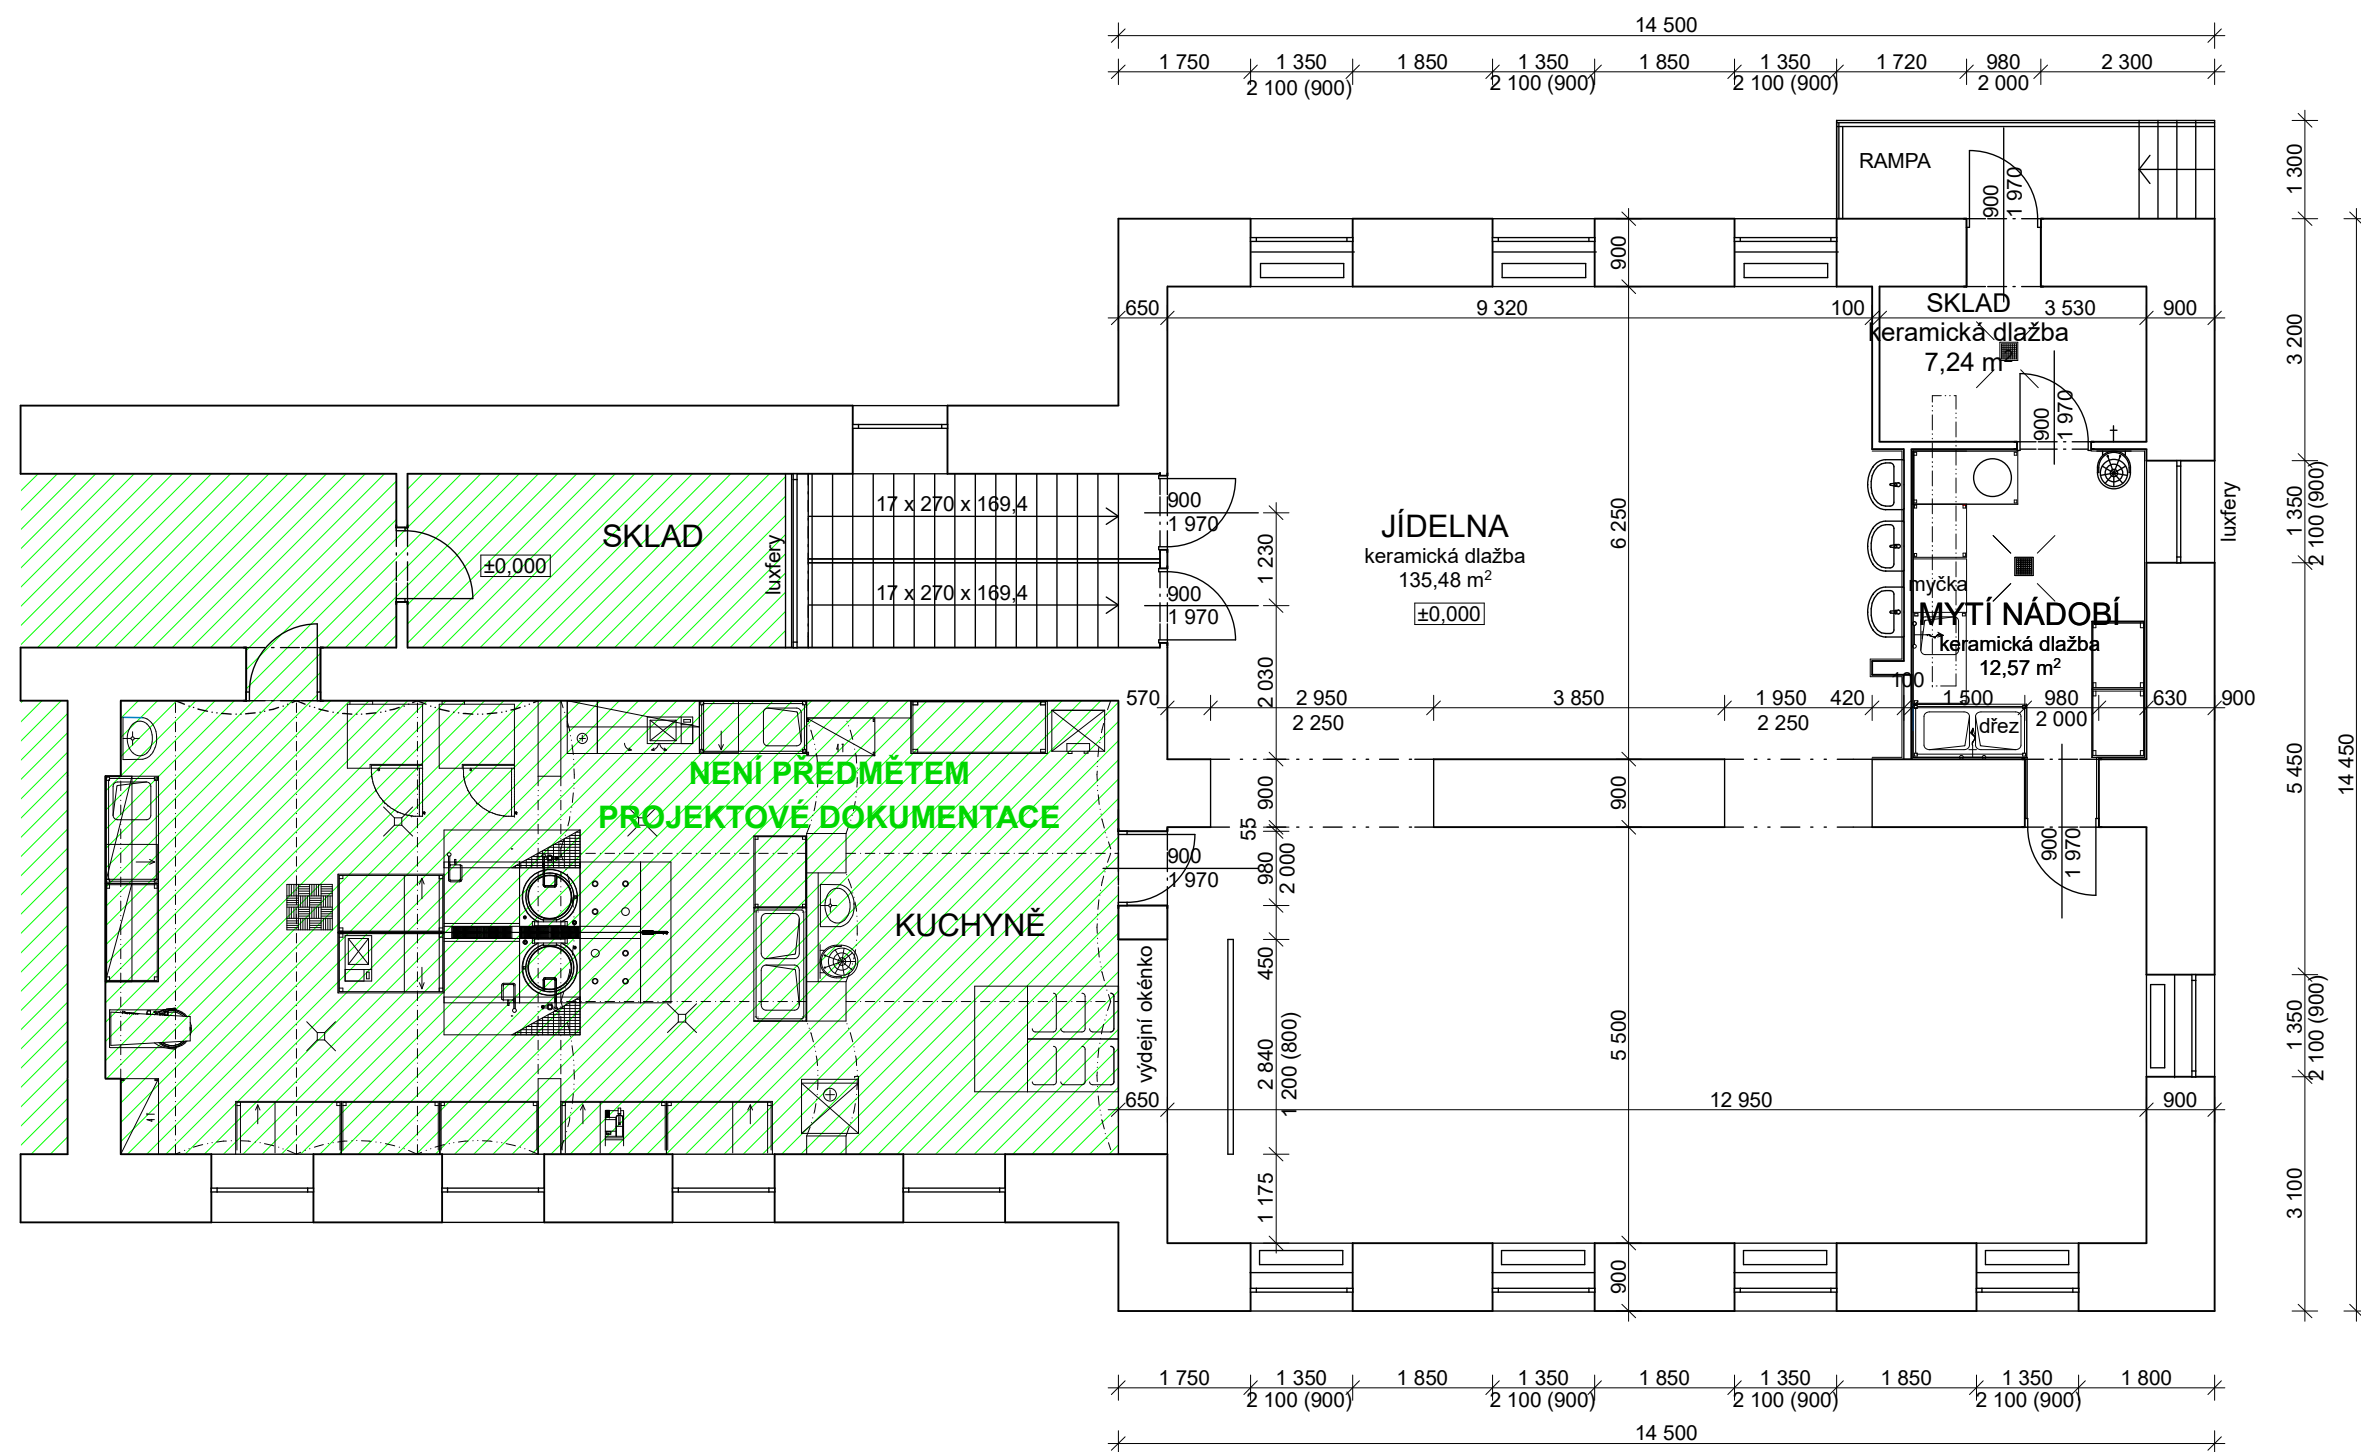 14 500
1 750 1 350 1 850 1 350 1 850 1 350 1 720 980 2 300
2 100 (900) 2 100 (900) 2 100 (900) 2 000
RAMPA
1 300
900
1 970
900
650 9 320 100 3 530 900
SKLAD
keramická dlažba
7,24 m²
3 200
900
1 970
17 x 270 x 169,4
900
1 970
SKLAD
±0,000
luxfery
17 x 270 x 169,4
900
1 970
1 230
JÍDELNA
keramická dlažba
135,48 m²
±0,000
6 250
myčka
MYTÍ NÁDOBÍ
keramická dlažba
12,57 m²
luxfery
1 350
2 100 (900)
2 030
100
570 2 950 3 850 1 950 420 1 500 980 630 900
2 250 2 250 2 000
dřez
5 450
14 450
NENÍ PŘEDMĚTEM
PROJEKTOVÉ DOKUMENTACE
900
55
900
900
1 970
980
2 000
900
1 970
KUCHYNĚ
výdejní okénko
450
2 840
1 200 (800)
5 500
1 350
2 100 (900)
650 12 950 900
1 175
900
3 100
1 750 1 350 1 850 1 350 1 850 1 350 1 850 1 350 1 800
2 100 (900) 2 100 (900) 2 100 (900) 2 100 (900)
14 500